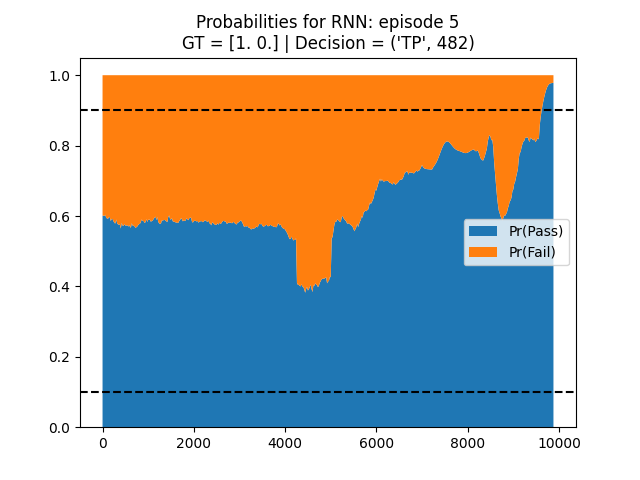 Probabilities for RNN: episode 5
GT = [1. 0.] | Decision = ('TP', 482)
1.0
0.8
0.6
0.4
0.2
0.0
Pr(Pass)
Pr(Fail)
0 2000 4000 6000 8000 10000